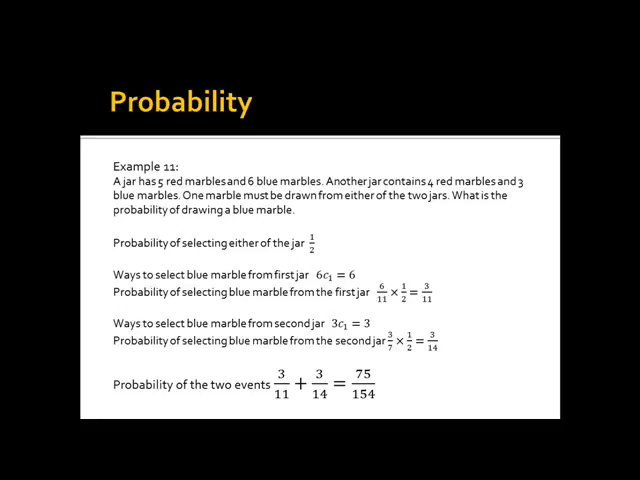 Probability
Example 11:
A jar has 5 red marbles and 6 blue marbles. Another jar contains 4 red marbles and 3
blue marbles. One marble must be drawn from either of the two jars. What is the
probability of drawing a blue marble.
Probability of selecting either of the jar 1/2
Ways to select blue marble from first jar 6c₁ = 6
Probability of selecting blue marble from the first jar 6/11 × 1/2 = 3/11
Ways to select blue marble from second jar 3c₁ = 3
Probability of selecting blue marble from the second jar 3/7 × 1/2 = 3/14
Probability of the two events 3/11 + 3/14 = 75/154